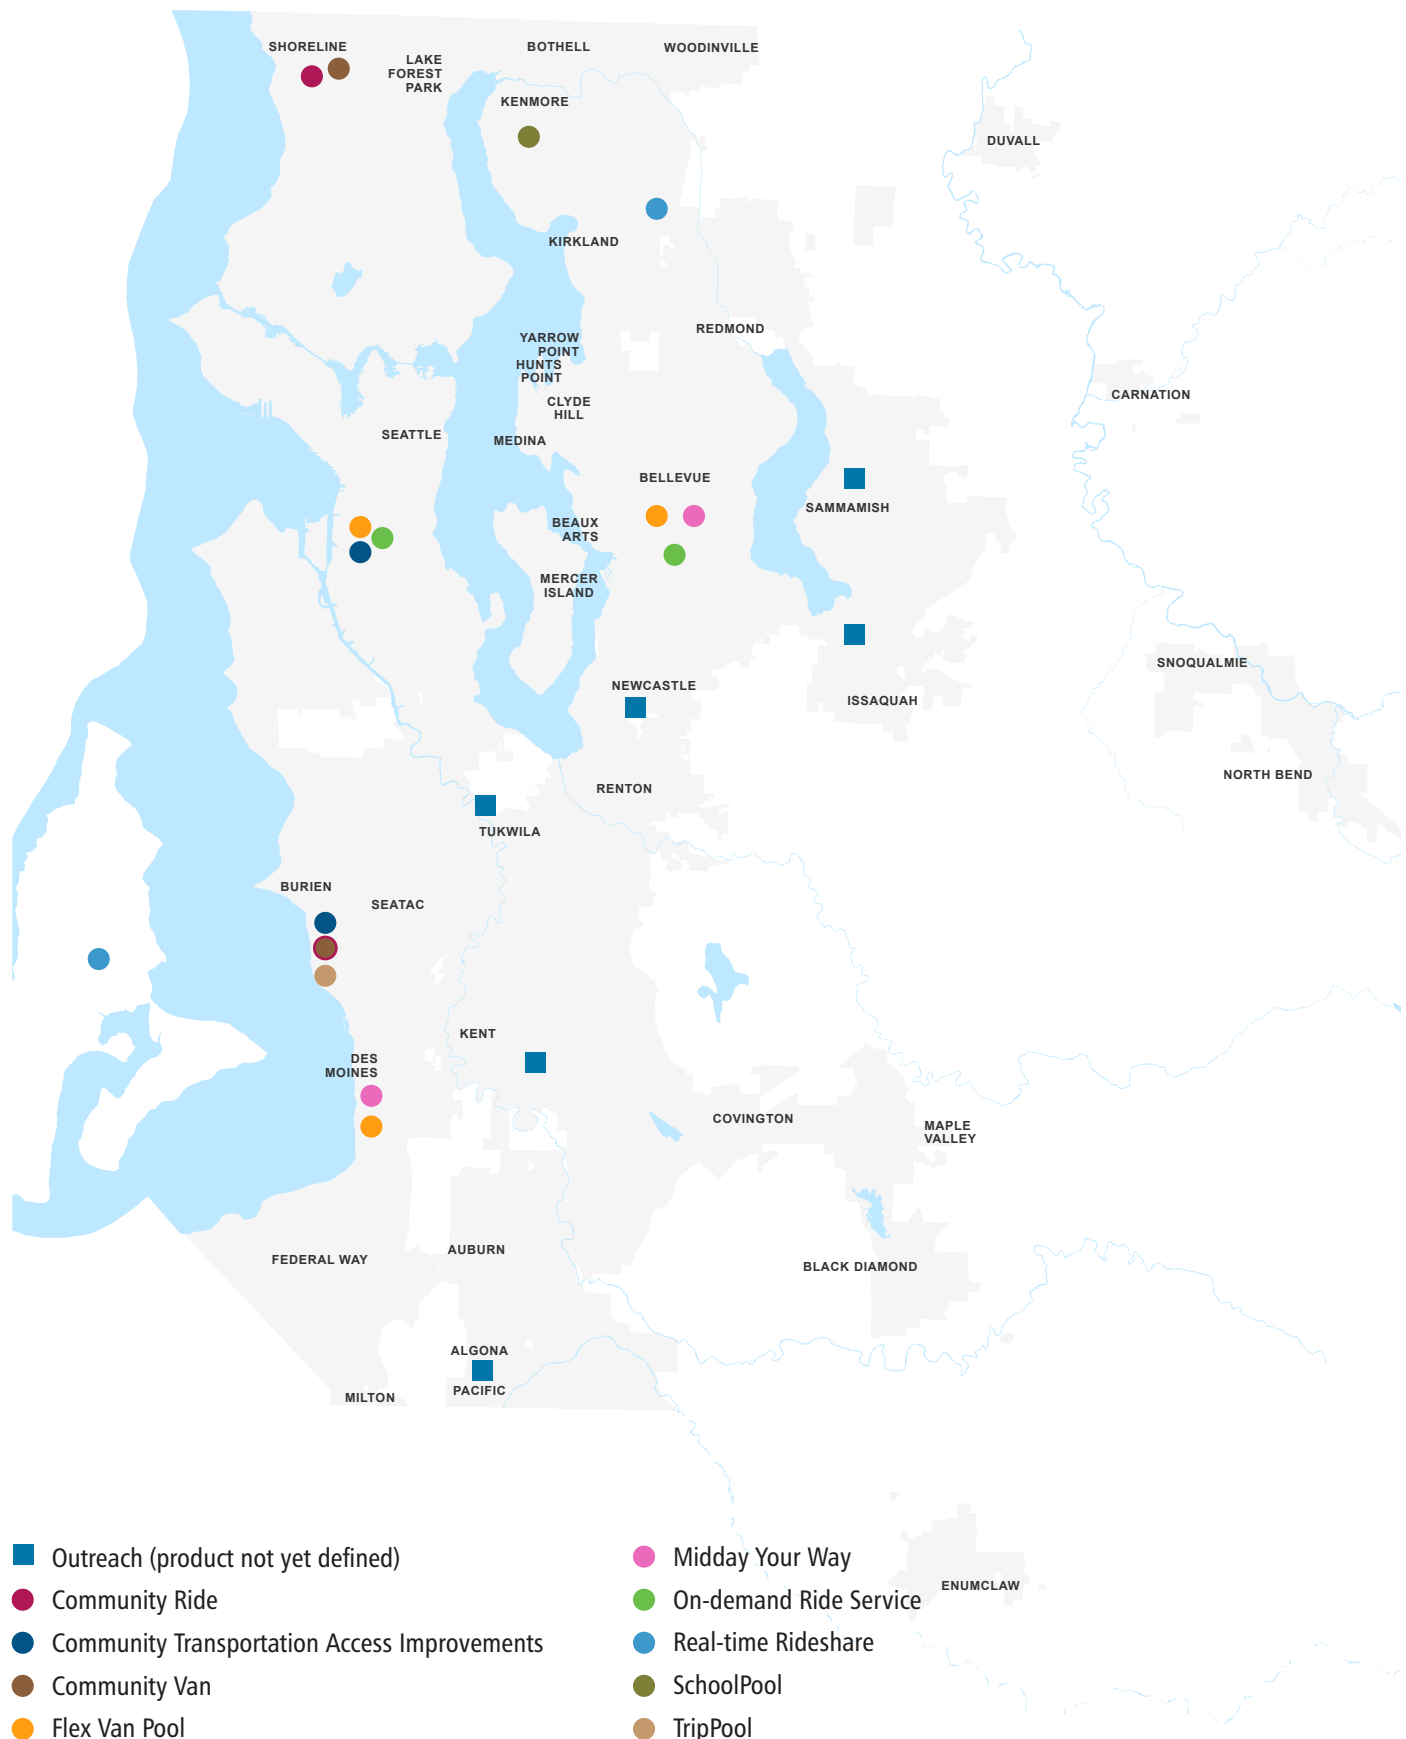 SHORELINE
BOTHELL
WOODINVILLE
LAKE
FOREST
PARK
KENMORE
DUVALL
KIRKLAND
REDMOND
YARROW
POINT
HUNTS
POINT
CLYDE
HILL
CARNATION
SEATTLE
MEDINA
BELLEVUE
SAMMAMISH
BEAUX
ARTS
MERCER
ISLAND
SNOQUALMIE
NEWCASTLE
ISSAQUAH
NORTH BEND
RENTON
TUKWILA
BURIEN
SEATAC
KENT
DES
MOINES
COVINGTON
MAPLE
VALLEY
FEDERAL WAY
AUBURN
BLACK DIAMOND
ALGONA
PACIFIC
MILTON
ENUMCLAW
Outreach (product not yet defined)
Community Ride
Community Transportation Access Improvements
Community Van
Flex Van Pool
Midday Your Way
On-demand Ride Service
Real-time Rideshare
SchoolPool
TripPool